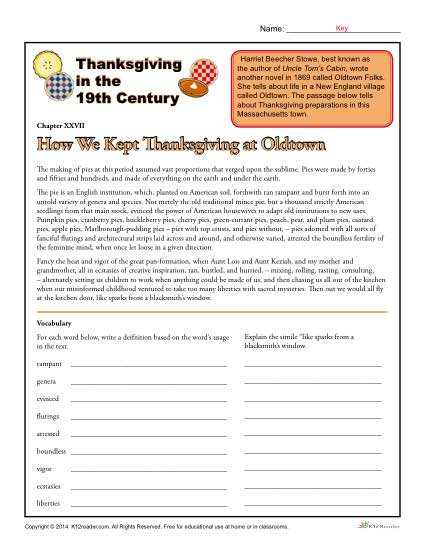 Name: Key
Thanksgiving
in the
19th Century
Harriet Beecher Stowe, best known as
the author of Uncle Tom's Cabin, wrote
another novel in 1869 called Oldtown Folks.
She tells about life in a New England village
called Oldtown. The passage below tells
about Thanksgiving preparations in this
Massachusetts town.
Chapter XXVII
How We Kept Thanksgiving at Oldtown
The making of pies at this period assumed vast proportions that verged upon the sublime. Pies were made by forties
and fifties and hundreds, and made of everything on the earth and under the earth.
The pie is an English institution, which, planted on American soil, forthwith ran rampant and burst forth into an
untold variety of genera and species. Not merely the old traditional mince pie, but a thousand strictly American
seedlings from that main stock, evinced the power of American housewives to adapt old institutions to new uses.
Pumpkin pies, cranberry pies, huckleberry pies, cherry pies, green-currant pies, peach, pear, and plum pies, custard
pies, apple pies, Marlborough-pudding pies – pies with top crusts, and pies without, – pies adorned with all sorts of
fanciful flutings and architectural strips laid across and around, and otherwise varied, attested the boundless fertility of
the feminine mind, when once let loose in a given direction.
Fancy the heat and vigor of the great pan-formation, when Aunt Lois and Aunt Keziah, and my mother and
grandmother, all in ecstasies of creative inspiration, ran, bustled, and hurried, – mixing, rolling, tasting, consulting,
– alternately setting us children to work when anything could be made of us, and then chasing us all out of the kitchen
when our misinformed childhood ventured to take too many liberties with sacred mysteries. Then out we would all fly
at the kitchen door, like sparks from a blacksmith's window.
Vocabulary
For each word below, write a deifnition based on the word's usage
in the text.
Explain the simile "like sparks from a
blacksmith's window.
rampant
genera
evinced
flutings
attested
boundless
vigor
ecstasies
liberties
Copyright © 2014 K12reader.com. All Rights Reserved. Free for educational use at home or in classrooms.
K12Reader